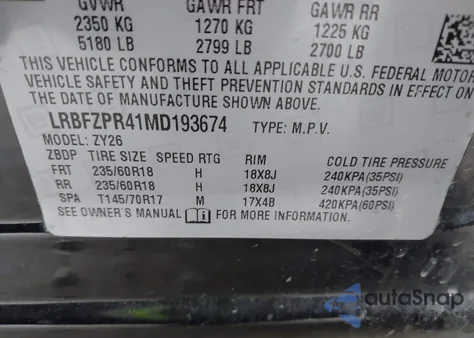 GVWR GAWR FRT GAWR RR
2350 KG 1270 KG 1225 KG
5180 LB 2799 LB 2700 LB
THIS VEHICLE CONFORMS TO ALL APPLICABLE U.S. FEDERAL MOTOR
VEHICLE SAFETY AND THEFT PREVENTION STANDARDS IN EFFECT ON
DATE OF MANUFACTURE SHOWN ABOVE.
LRBFZPR41MD193674 TYPE: M.P.V.
MODEL: ZY26
ZBDP TIRE SIZE SPEED RTG RIM COLD TIRE PRESSURE
FRT 235/60R18 H 18X8J 240KPA(35PSI)
RR 235/60R18 H 18X8J 240KPA(35PSI)
SPA T145/70R17 M 17X4B 420KPA(60PSI)
SEE OWNER'S MANUAL i FOR MORE INFORMATION
autoSnap